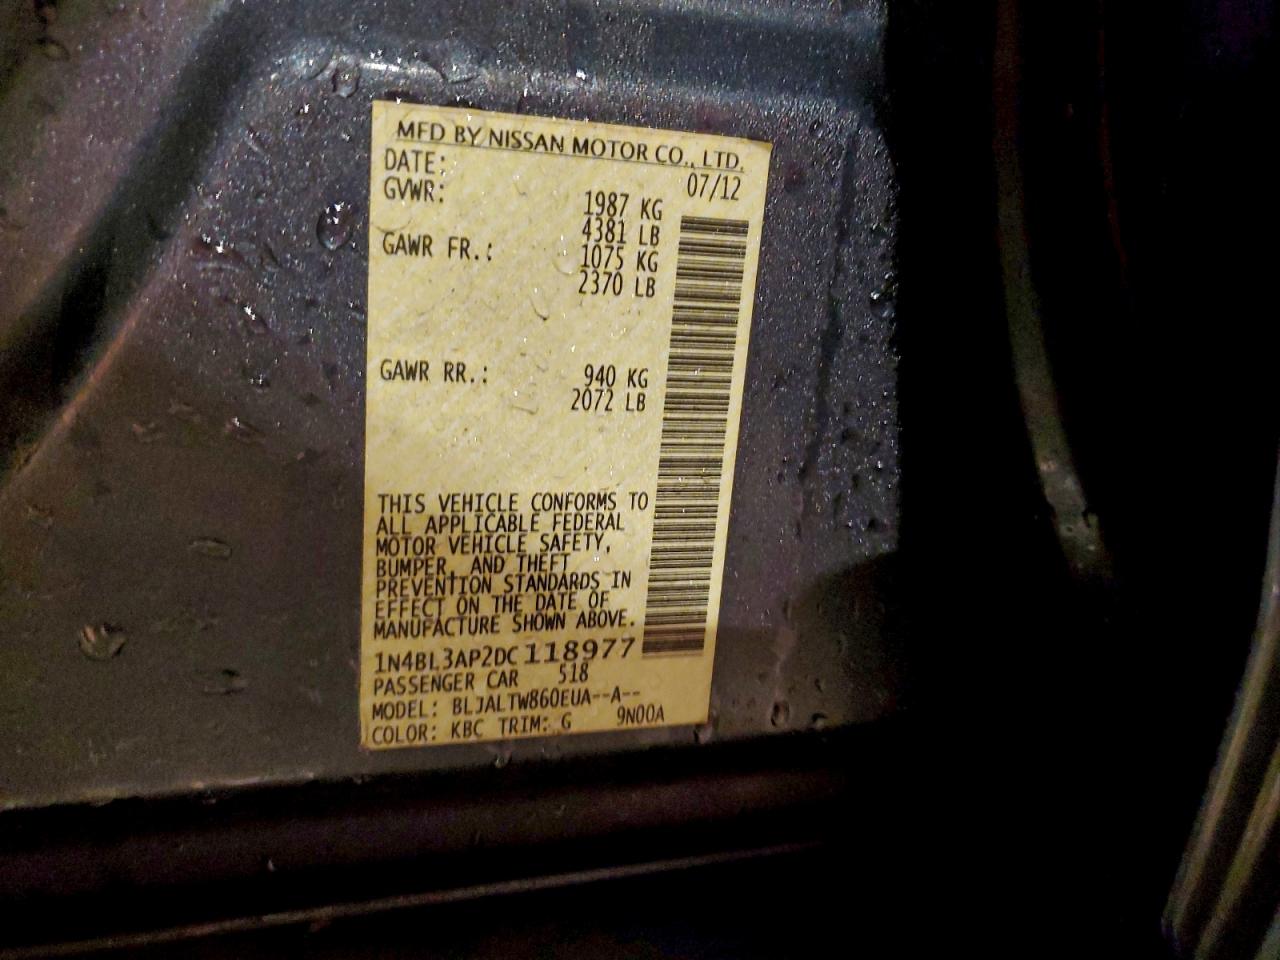 MFD BY NISSAN MOTOR CO., LTD.
DATE: 07/12
GVWR: 1987 KG
4381 LB
GAWR FR.: 1075 KG
2370 LB
GAWR RR.: 940 KG
2072 LB
THIS VEHICLE CONFORMS TO
ALL APPLICABLE FEDERAL
MOTOR VEHICLE SAFETY,
BUMPER, AND THEFT
PREVENTION STANDARDS IN
EFFECT ON THE DATE OF
MANUFACTURE SHOWN ABOVE.
1N4BL3AP2DC118977
PASSENGER CAR 518
MODEL: BLJALTW860EUA--A--
COLOR: KBC TRIM: G 9N00A